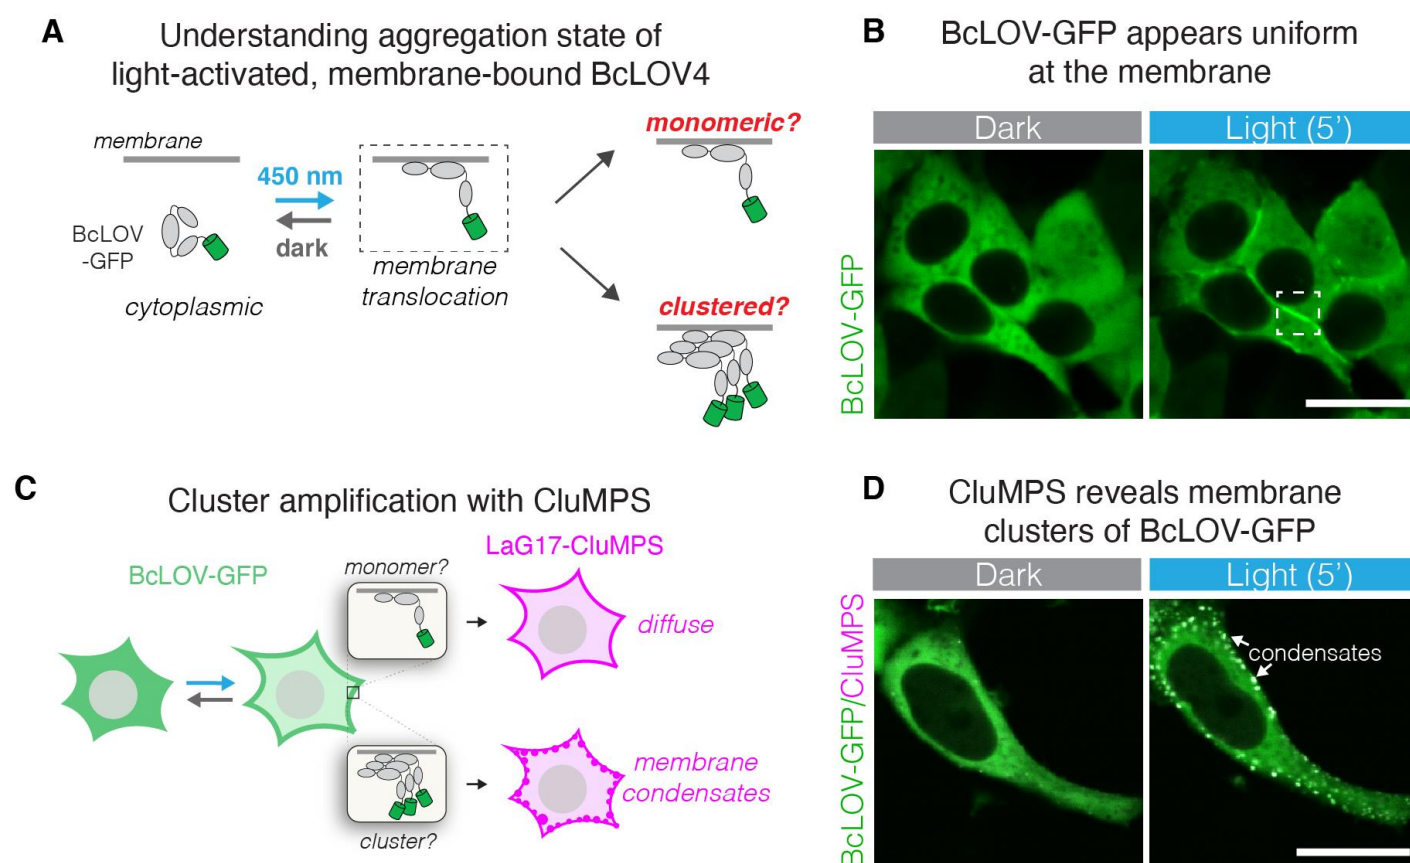 A
Understanding aggregation state of
light-activated, membrane-bound BcLOV4
membrane
450 nm
dark
BcLOV
-GFP
cytoplasmic
membrane
translocation
monomeric?
clustered?
B
BcLOV-GFP appears uniform
at the membrane
Dark
Light (5’)
BcLOV-GFP
C
Cluster amplification with CluMPS
BcLOV-GFP
monomer?
LaG17-CluMPS
diffuse
membrane
condensates
cluster?
D
CluMPS reveals membrane
clusters of BcLOV-GFP
Dark
Light (5’)
BcLOV-GFP/CluMPS
condensates